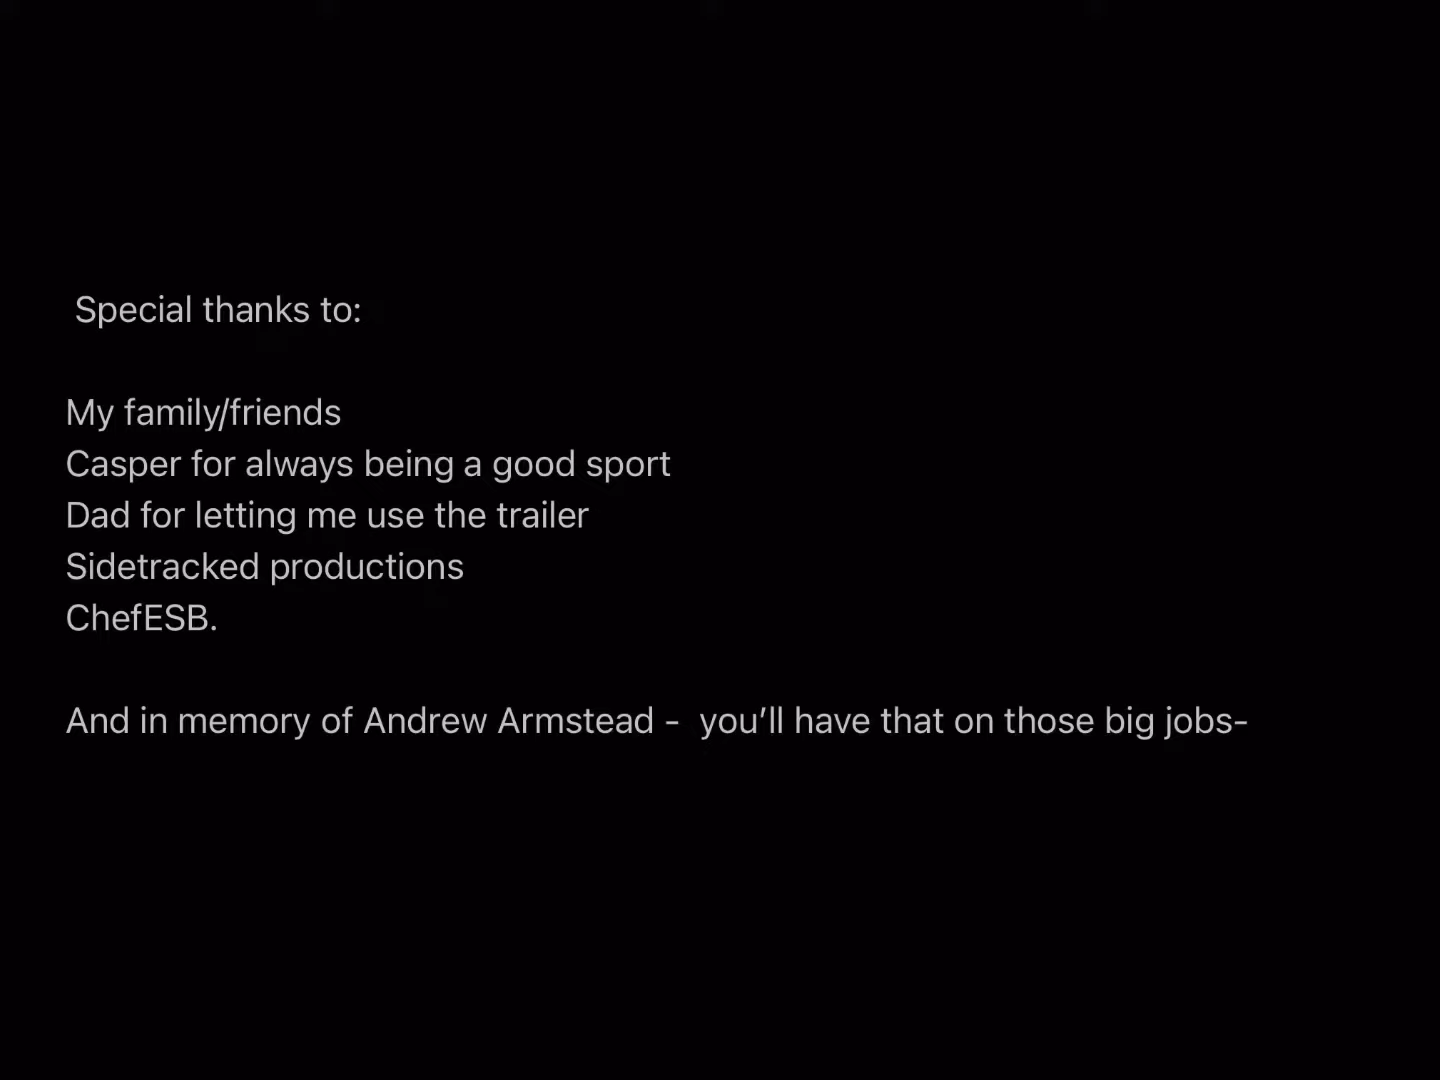 Special thanks to:
My family/friends
Casper for always being a good sport
Dad for letting me use the trailer
Sidetracked productions
ChefESB.
And in memory of Andrew Armstead -  you’ll have that on those big jobs-